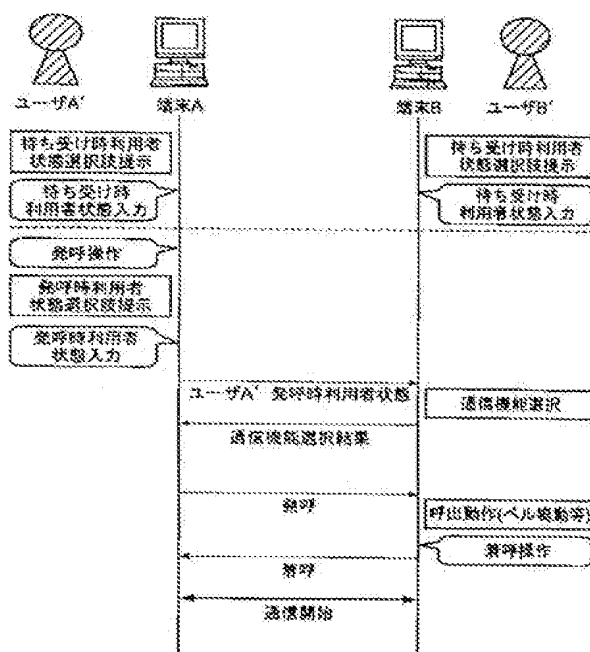 ユーザA'
端末A
端末B
ユーザB'
待ち受け時利用者
状態選択肢提示
待ち受け時利用者
状態選択肢提示
待ち受け時
利用者状態入力
待ち受け時
利用者状態入力
発呼操作
発呼時利用者
状態選択肢提示
発呼時利用者
状態入力
ユーザA' 発呼時利用者状態
通信機能選択
通信機能選択結果
発呼
呼出動作(ベル鳴動等)
着呼操作
着呼
通信開始